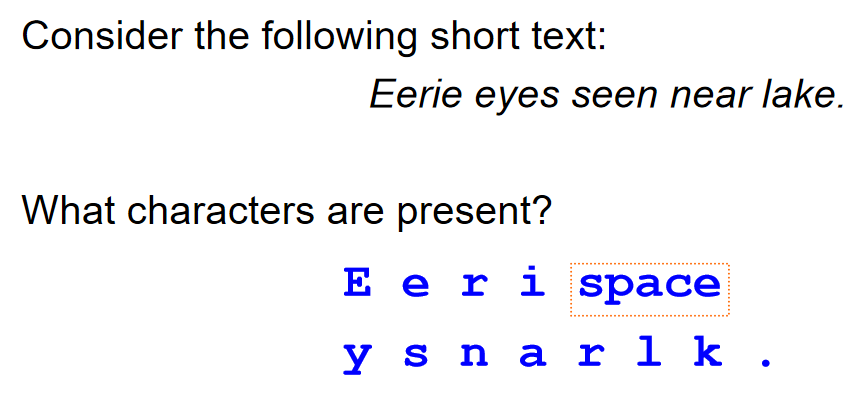 Consider the following short text:
Eerie eyes seen near lake.
What characters are present?
E e r i space
y s n a r l k .